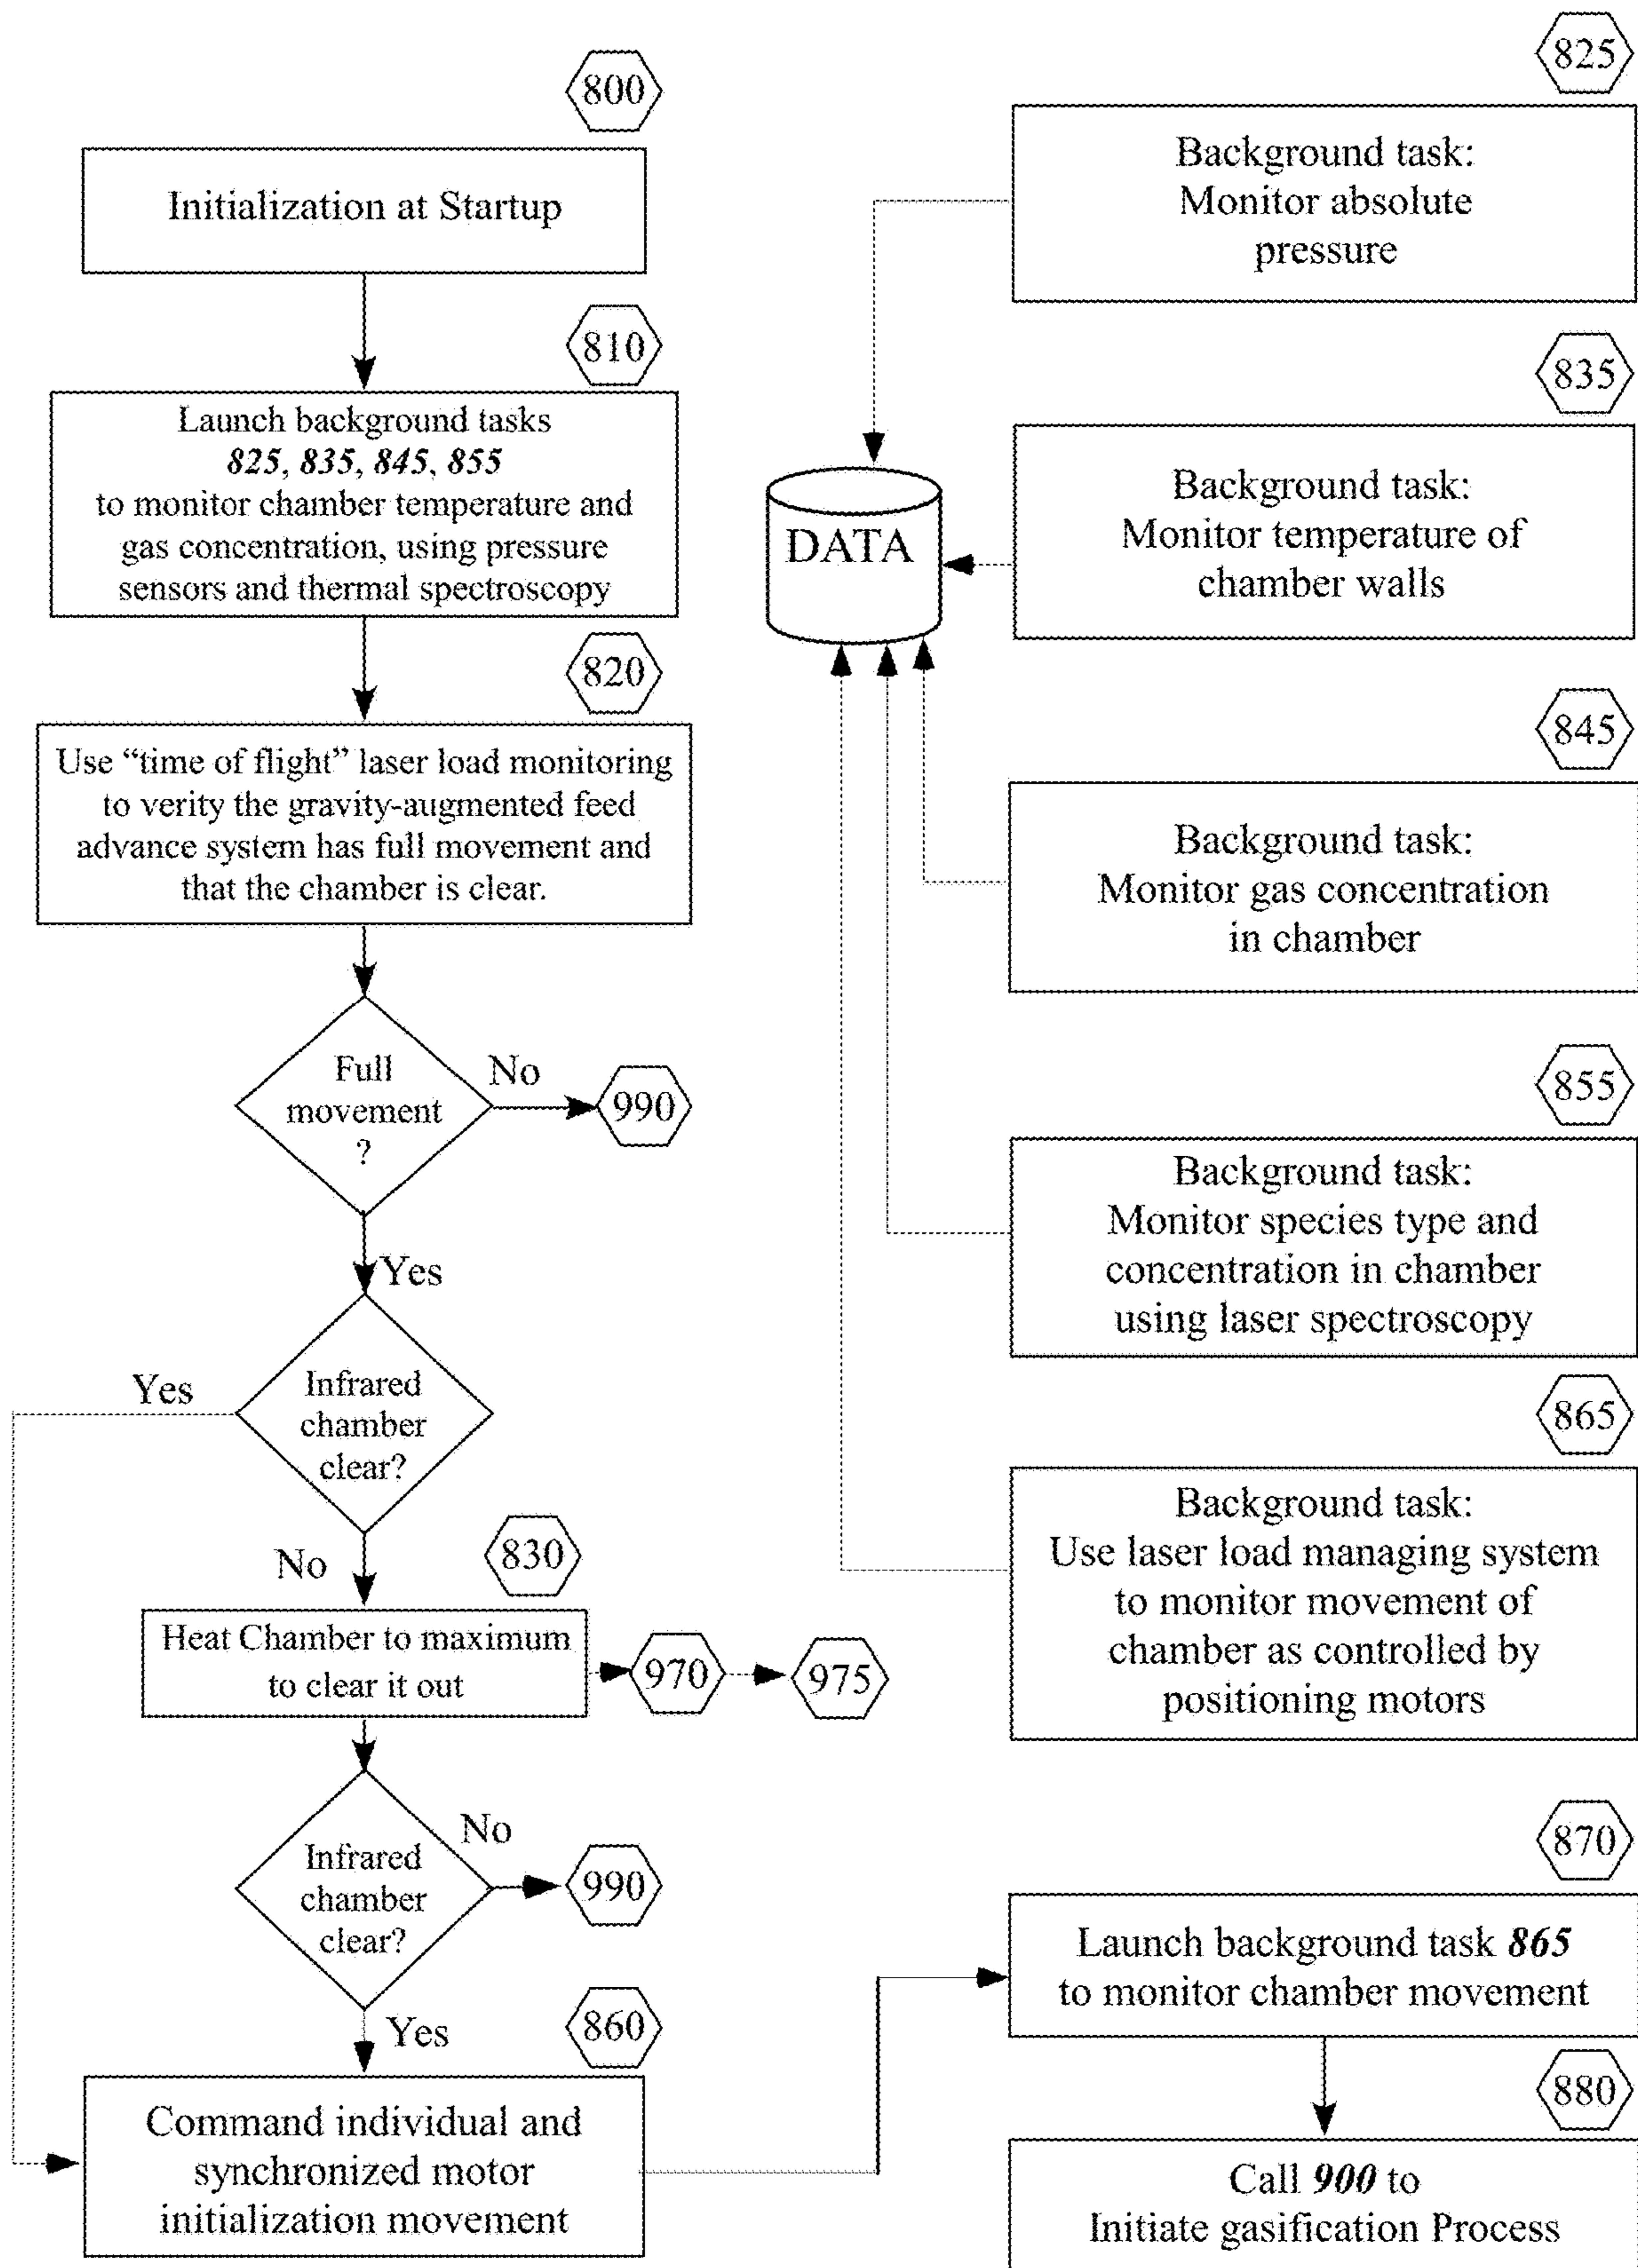 800
Initialization at Startup
810
Launch background tasks
825, 835, 845, 855
to monitor chamber temperature and
gas concentration, using pressure
sensors and thermal spectroscopy
820
Use “time of flight” laser load monitoring
to verity the gravity-augmented feed
advance system has full movement and
that the chamber is clear.
Full
movement
?
No
990
Yes
Infrared
chamber
clear?
Yes
No
830
Heat Chamber to maximum
to clear it out
970
975
Infrared
chamber
clear?
No
990
Yes
860
Command individual and
synchronized motor
initialization movement
DATA
825
Background task:
Monitor absolute
pressure
835
Background task:
Monitor temperature of
chamber walls
845
Background task:
Monitor gas concentration
in chamber
855
Background task:
Monitor species type and
concentration in chamber
using laser spectroscopy
865
Background task:
Use laser load managing system
to monitor movement of
chamber as controlled by
positioning motors
870
Launch background task 865
to monitor chamber movement
880
Call 900 to
Initiate gasification Process